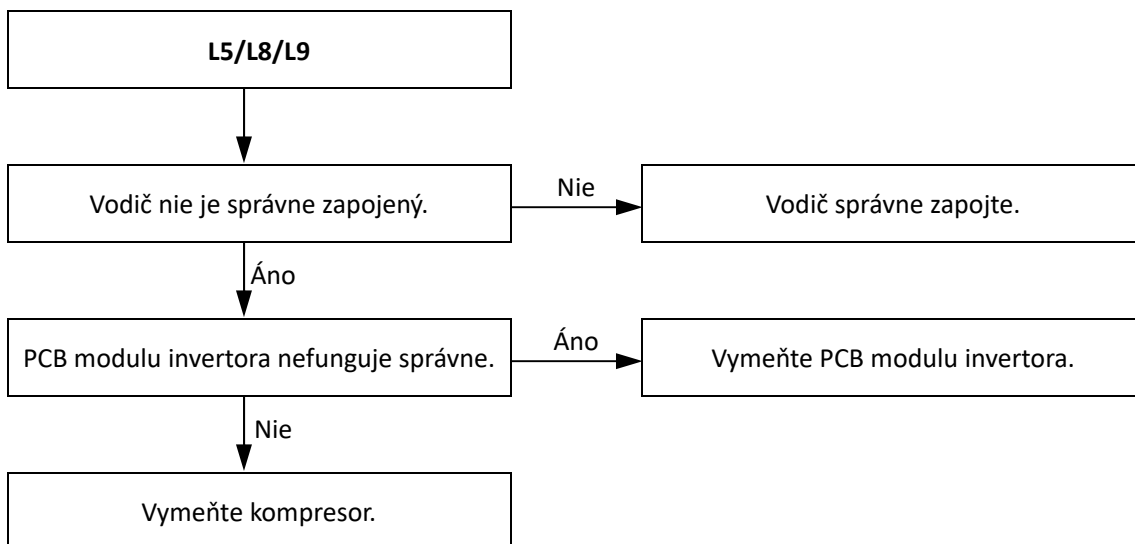 L5/L8/L9
Vodič nie je správne zapojený.
Nie
Vodič správne zapojte.
Áno
PCB modulu invertora nefunguje správne.
Áno
Vymeňte PCB modulu invertora.
Nie
Vymeňte kompresor.